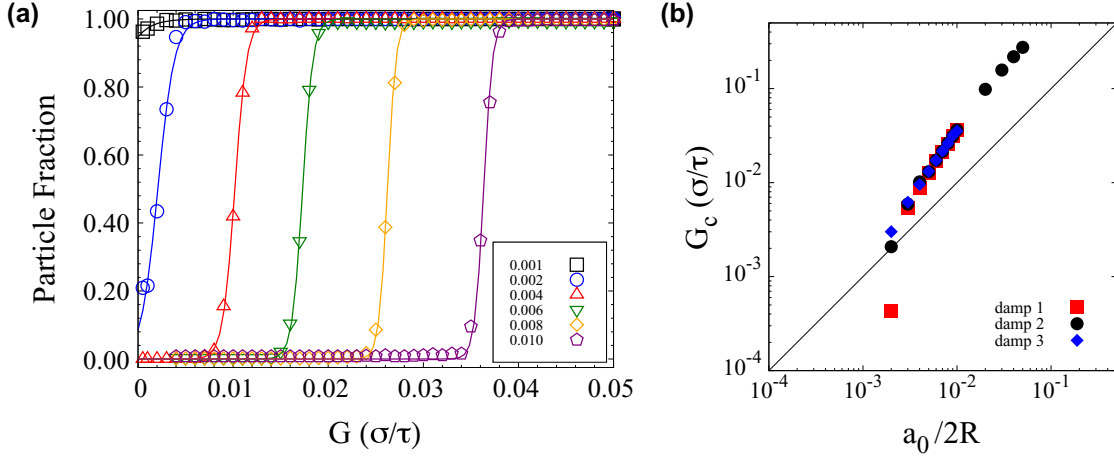 (a)
1.00
0.80
0.60
0.40
0.20
0.00
Particle Fraction
0 0.01 0.02 0.03 0.04 0.05
G (σ/τ)
0.001
0.002
0.004
0.006
0.008
0.010
(b)
10⁻¹
10⁻²
10⁻³
10⁻⁴
G_c (σ/τ)
10⁻⁴ 10⁻³ 10⁻² 10⁻¹
a₀/2R
damp 1
damp 2
damp 3